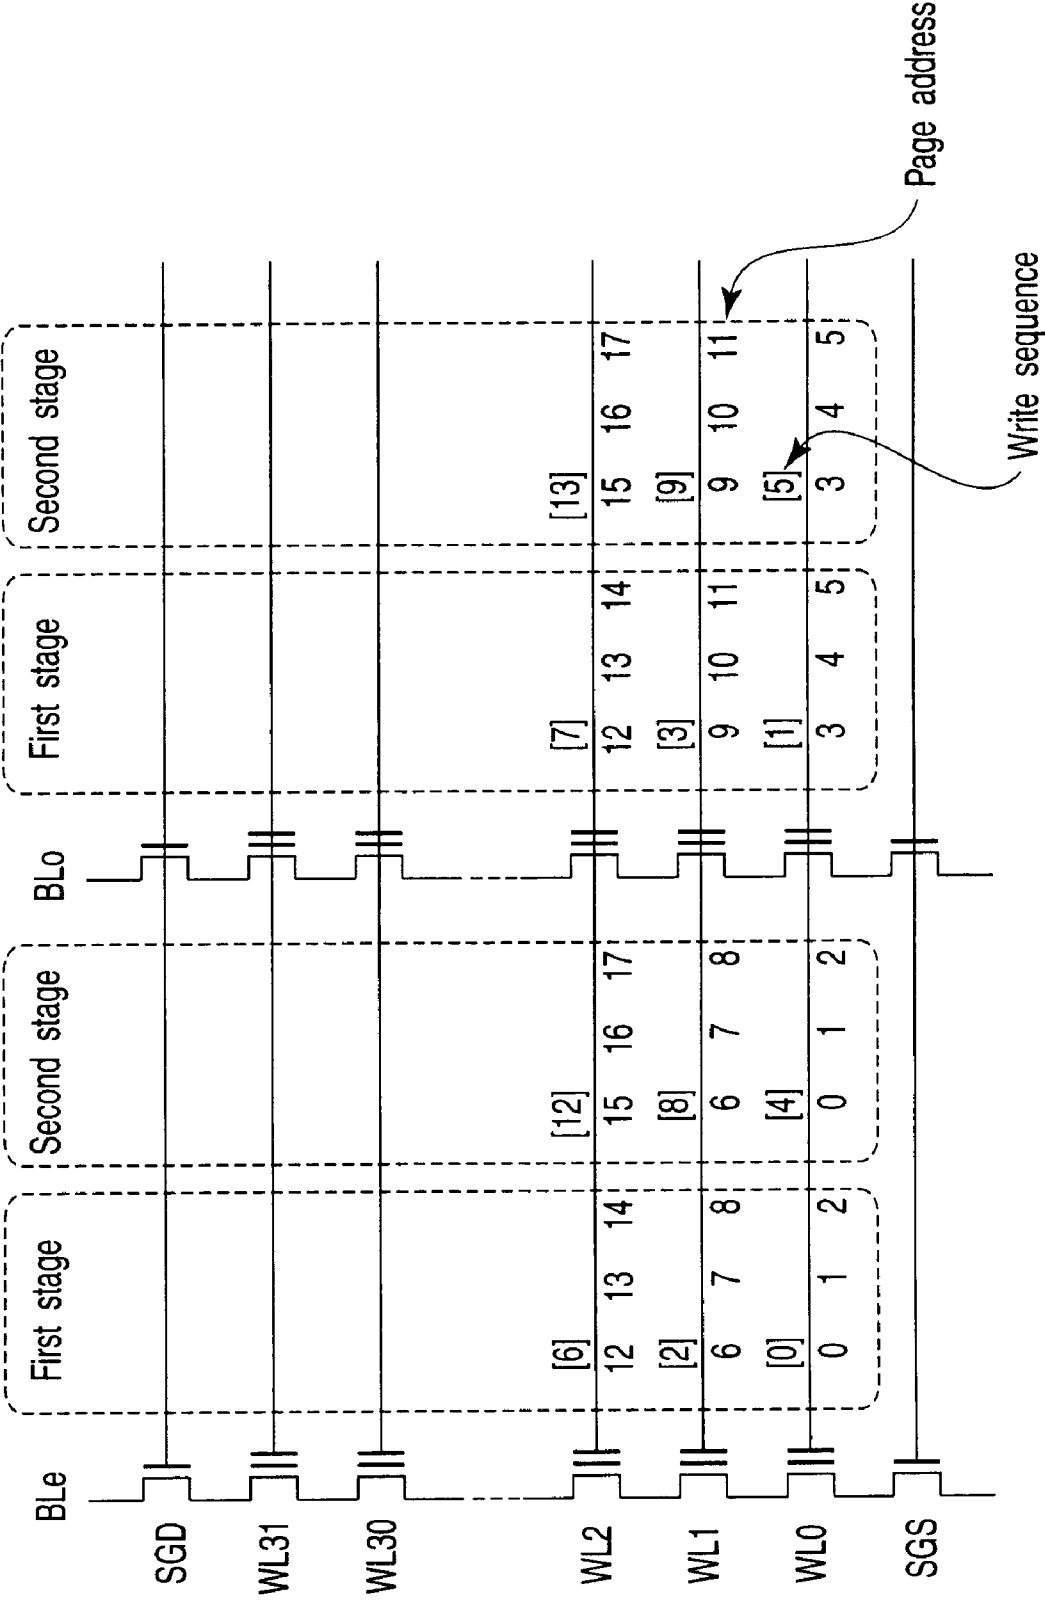 BLe First stage Second stage BLo First stage Second stage
SGD
WL31
WL30
[6] [12] [7] [13]
WL2 12 13 14 15 16 17 12 13 14 15 16 17
[2] [8] [3] [9]
WL1 6 7 8 6 7 8 9 10 11 9 10 11
[0] [4] [1] [5]
WL0 0 1 2 0 1 2 3 4 5 3 4 5
SGS
Page address
Write sequence